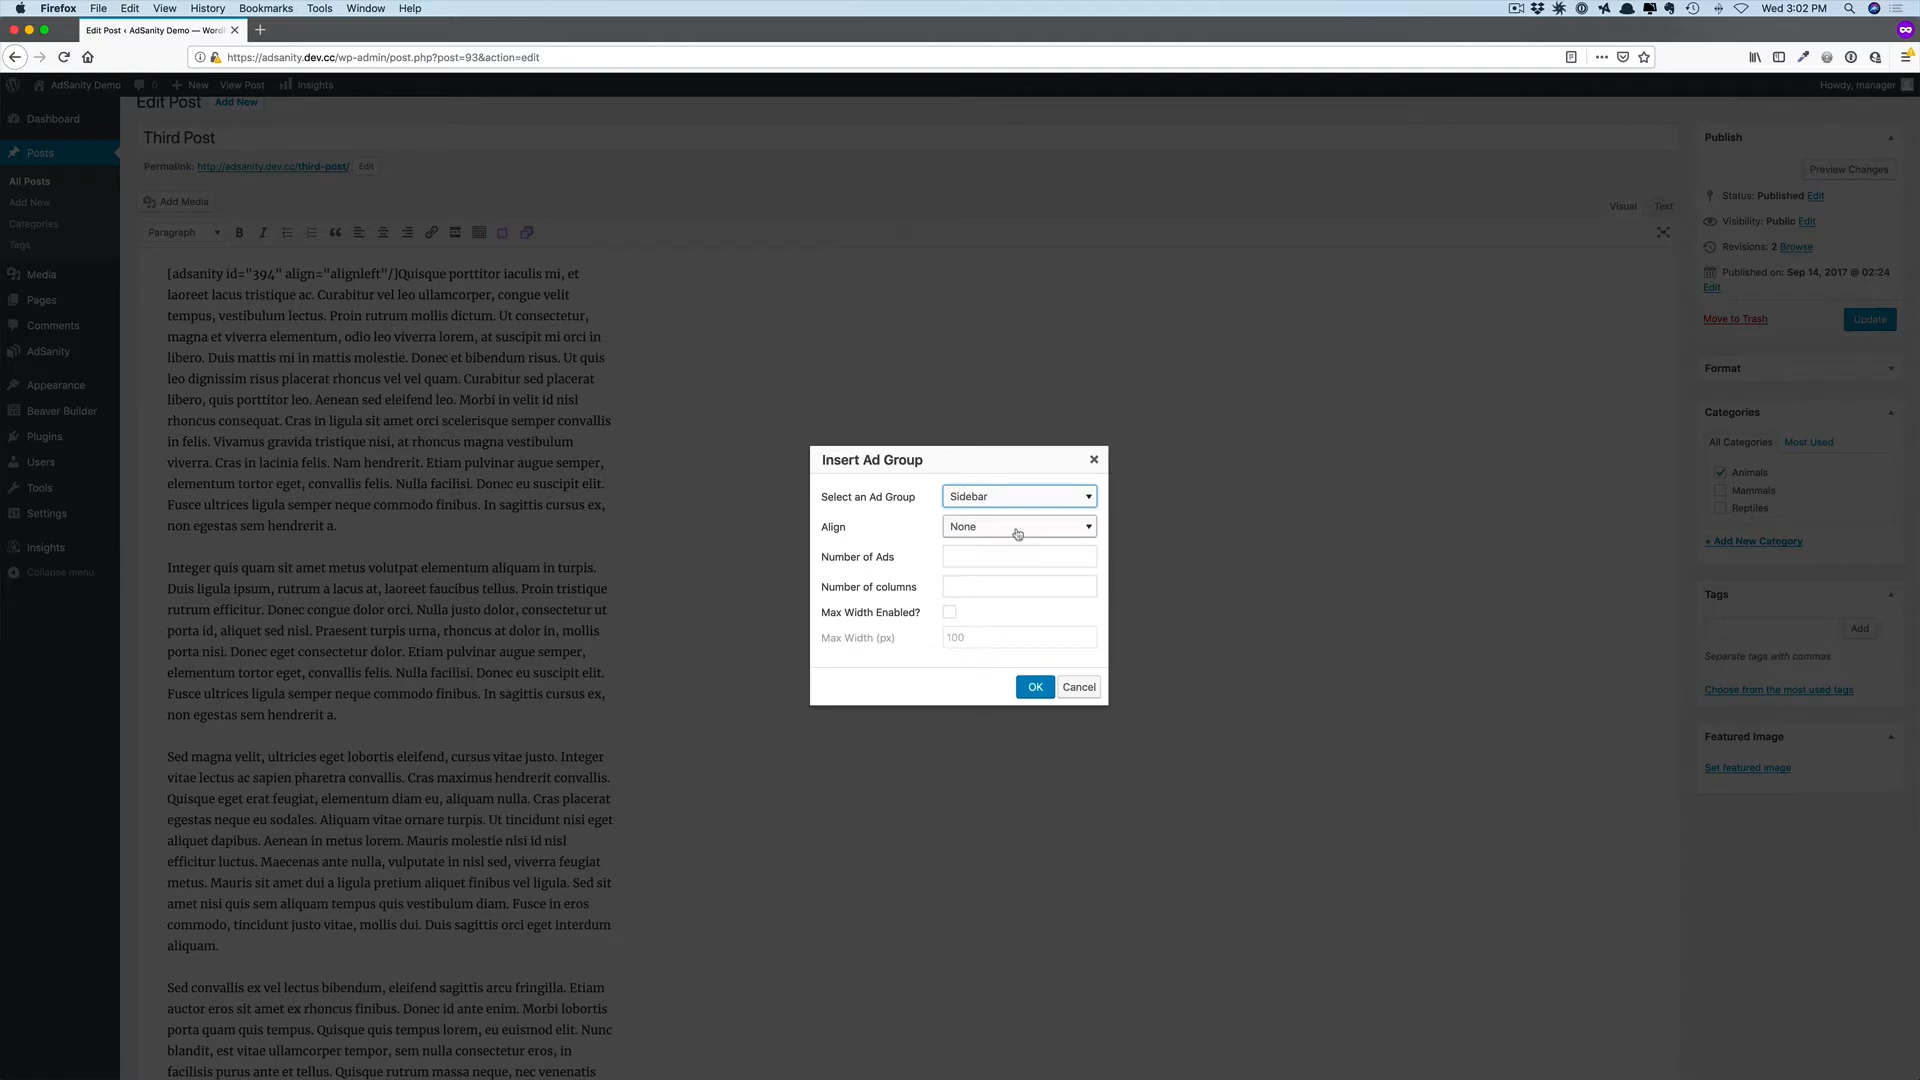 Firefox File Edit View History Bookmarks Tools Window Help
Wed 3:02 PM
Edit Post ‹ AdSanity Demo — Word
https://adsanity.dev.cc/wp-admin/post.php?post=93&action=edit
AdSanity Demo 0 New View Post Insights
Howdy, manager
Edit Post Add New
Dashboard
Third Post
Posts
Permalink: http://adsanity.dev.cc/third-post/ Edit
All Posts
Add New
Categories
Tags
Media
Pages
Comments
AdSanity
Appearance
Beaver Builder
Plugins
Users
Tools
Settings
Insights
Collapse menu
Add Media
Visual Text
Paragraph
[adsanity id="394" align="alignleft"/]Quisque porttitor iaculis mi, et
laoreet lacus tristique ac. Curabitur vel leo ullamcorper, congue velit
tempus, vestibulum lectus. Proin rutrum mollis dictum. Ut consectetur,
magna et viverra elementum, odio leo viverra lorem, at suscipit mi orci in
libero. Duis mattis mi in mattis molestie. Donec et bibendum risus. Ut quis
leo dignissim risus placerat rhoncus vel vel quam. Curabitur sed placerat
libero, quis porttitor leo. Aenean sed eleifend leo. Morbi in velit id nisl
rhoncus consequat. Cras in ligula sit amet orci scelerisque semper convallis
in felis. Vivamus gravida tristique nisi, at rhoncus magna vestibulum
viverra. Cras in lacinia felis. Nam hendrerit. Etiam pulvinar augue semper,
elementum tortor eget, convallis felis. Nulla facilisi. Donec eu suscipit elit.
Fusce ultrices ligula semper neque commodo finibus. In sagittis cursus ex,
non egestas sem hendrerit a.
Integer quis quam sit amet metus volutpat elementum aliquam in turpis.
Duis ligula ipsum, rutrum a lacus at, laoreet faucibus tellus. Proin tristique
rutrum efficitur. Donec congue dolor orci. Nulla justo dolor, consectetur ut
porta id, aliquet sed nisl. Praesent turpis urna, rhoncus at dolor in, mollis
porta nisi. Donec eget consectetur dolor. Etiam pulvinar augue semper,
elementum tortor eget, convallis felis. Nulla facilisi. Donec eu suscipit elit.
Fusce ultrices ligula semper neque commodo finibus. In sagittis cursus ex,
non egestas sem hendrerit a.
Sed magna velit, ultricies eget lobortis eleifend, cursus vitae justo. Integer
vitae lectus ac sapien pharetra convallis. Cras maximus hendrerit convallis.
Quisque eget erat feugiat, elementum diam eu, aliquam nulla. Cras placerat
egestas neque eu sodales. Aliquam vitae ornare turpis. Ut tincidunt nisi eget
aliquet dapibus. Aenean in metus lorem. Mauris molestie nisi id nisl
efficitur luctus. Maecenas ante nulla, vulputate in nisl sed, viverra feugiat
metus. Mauris sit amet dui a ligula pretium aliquet finibus vel ligula. Sed sit
amet nisi quis sem aliquam tempus quis vestibulum diam. Fusce in eros
commodo, tincidunt justo vitae, mollis dui. Duis sagittis orci eget interdum
aliquam.
Sed convallis ex vel lectus bibendum, eleifend sagittis arcu fringilla. Etiam
auctor eros sit amet ex rhoncus finibus. Donec id ante enim. Morbi lobortis
porta quam quis tempus. Quisque quis tempus lorem, eu euismod elit. Nunc
blandit, est vitae ullamcorper tempor, sem nulla consectetur eros, in
facilisis purus ante et tellus. Quisque rutrum massa neque, nec venenatis
Insert Ad Group
Select an Ad Group Sidebar
Align None
Number of Ads
Number of columns
Max Width Enabled?
Max Width (px) 100
OK Cancel
Publish
Preview Changes
Status: Published Edit
Visibility: Public Edit
Revisions: 2 Browse
Published on: Sep 14, 2017 @ 02:24
Edit
Move to Trash Update
Format
Categories
All Categories Most Used
Animals
Mammals
Reptiles
+ Add New Category
Tags
Add
Separate tags with commas
Choose from the most used tags
Featured Image
Set featured image